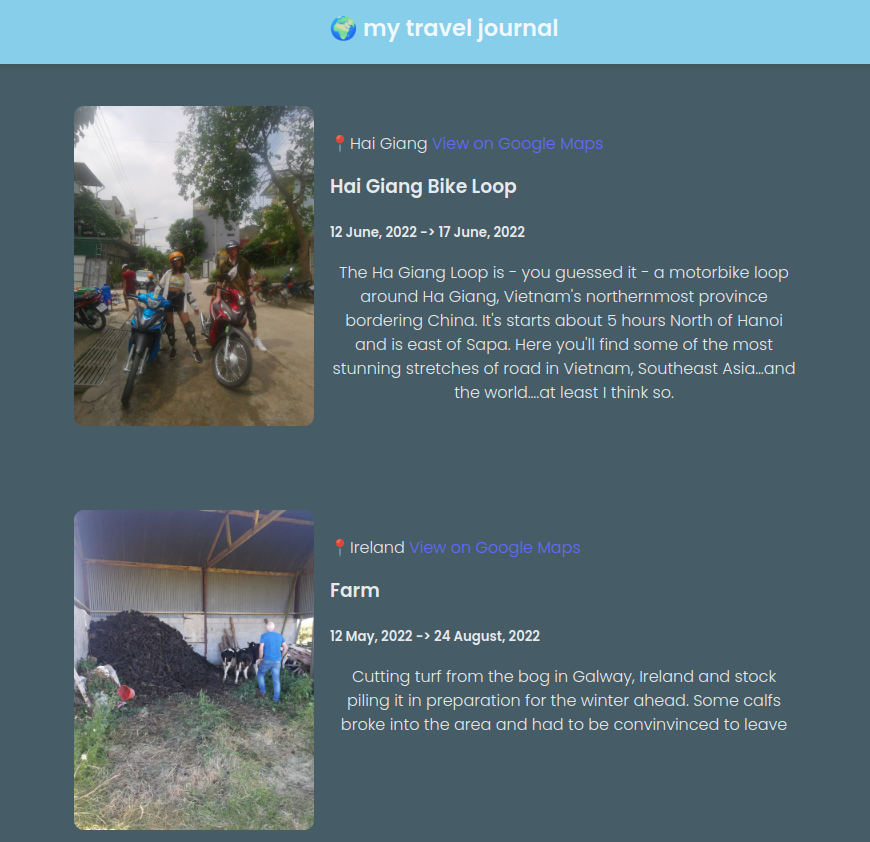 🌍 my travel journal
📍Hai Giang View on Google Maps
Hai Giang Bike Loop
12 June, 2022 -> 17 June, 2022
The Ha Giang Loop is - you guessed it - a motorbike loop
around Ha Giang, Vietnam's northernmost province
bordering China. It's starts about 5 hours North of Hanoi
and is east of Sapa. Here you'll find some of the most
stunning stretches of road in Vietnam, Southeast Asia...and
the world....at least I think so.
📍Ireland View on Google Maps
Farm
12 May, 2022 -> 24 August, 2022
Cutting turf from the bog in Galway, Ireland and stock
piling it in preparation for the winter ahead. Some calfs
broke into the area and had to be convinvinced to leave